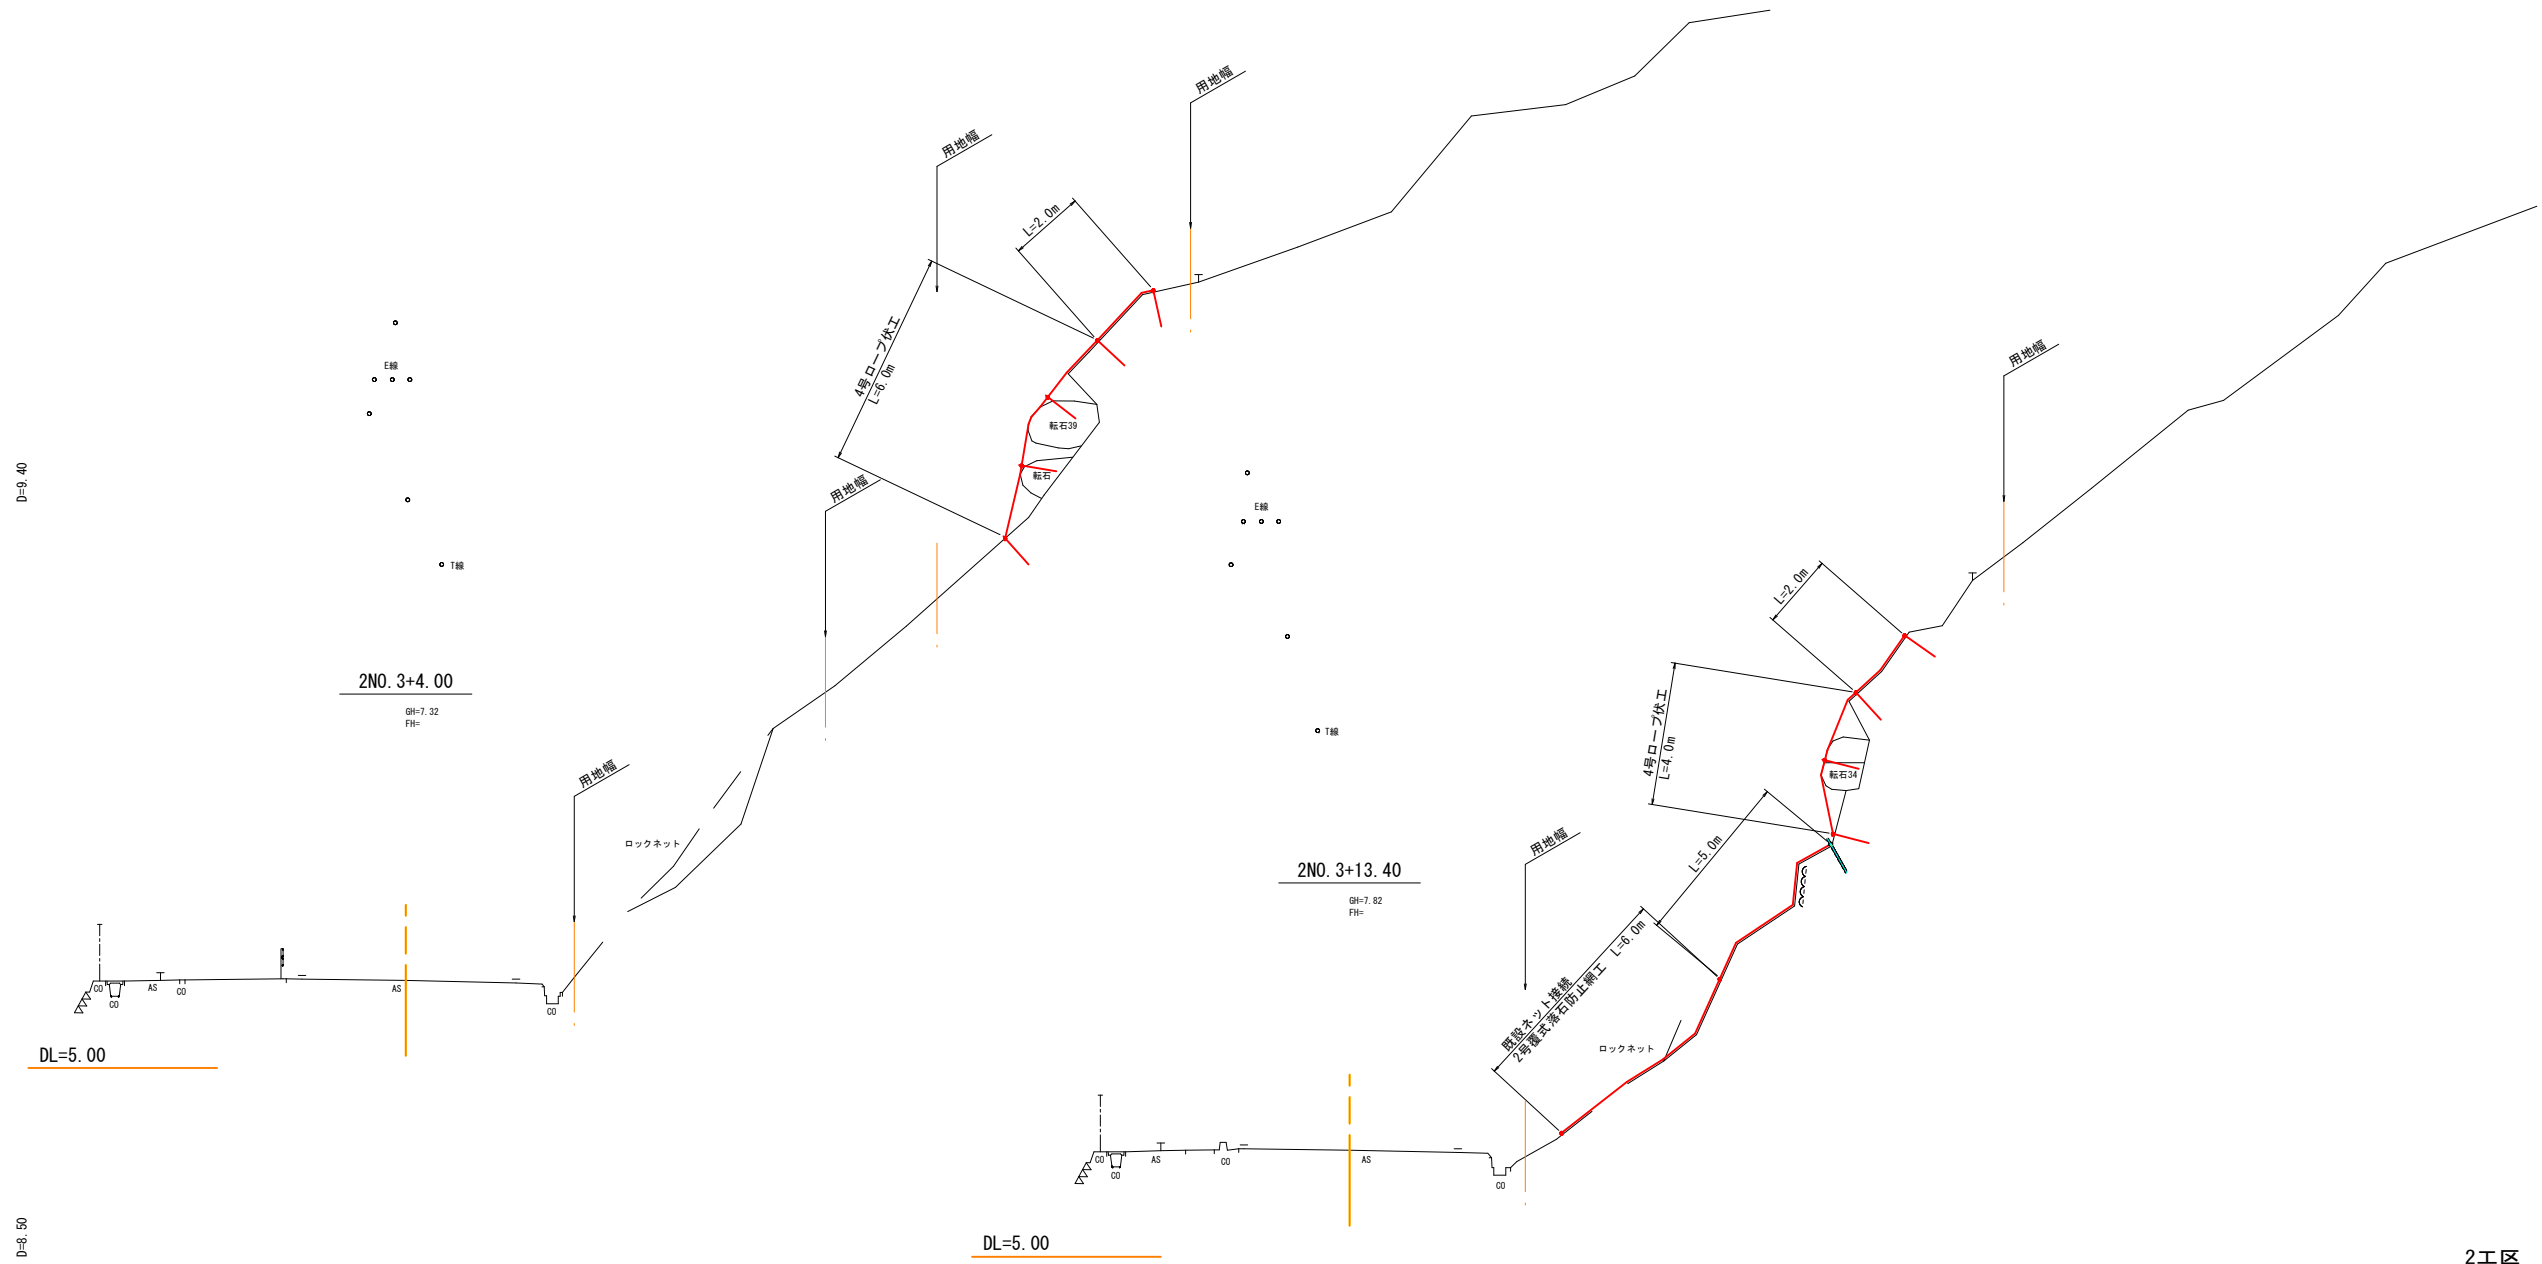 用地幅
用地幅
L=2.0m
4号ロープ伏工
L=6.0m
E線
転石39
転石
用地幅
D=9.40
T線
2NO.3+4.00
GH=7.32
FH=
用地幅
ロックネット
CO
CO
AS
CO
AS
CO
DL=5.00
用地幅
E線
L=2.0m
4号ロープ伏工
L=4.0m
T線
転石34
L=5.0m
用地幅
2NO.3+13.40
GH=7.82
FH=
既設ネット接続
2号覆式落石防止網工 L=6.0m
ロックネット
CO
CO
AS
CO
AS
CO
D=8.50
DL=5.00
2工区